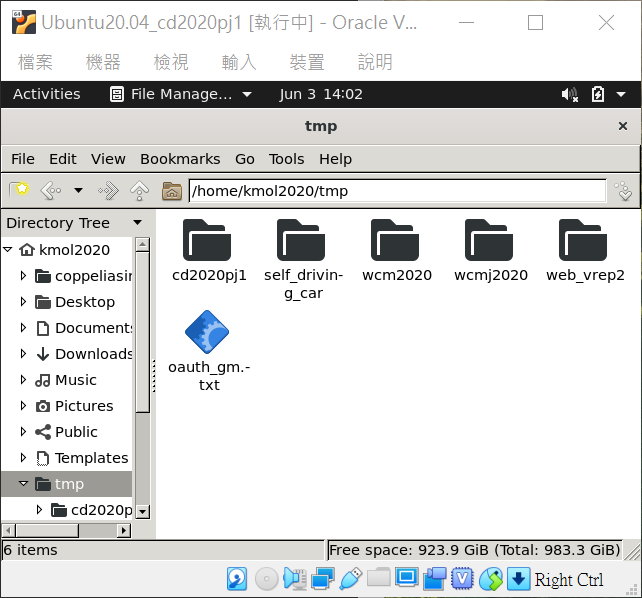 Ubuntu20.04_cd2020pj1 [執行中] - Oracle V...
檔案 機器 檢視 輸入 裝置 說明
Activities File Manage... Jun 3 14:02
tmp
File Edit View Bookmarks Go Tools Help
/home/kmol2020/tmp
Directory Tree
kmol2020
coppeliasir
Desktop
Documents
Downloads
Music
Pictures
Public
Templates
tmp
cd2020p
cd2020pj1
self_drivin-
g_car
wcm2020
wcmj2020
web_vrep2
oauth_gm.-
txt
6 items
Free space: 923.9 GiB (Total: 983.3 GiB)
Right Ctrl